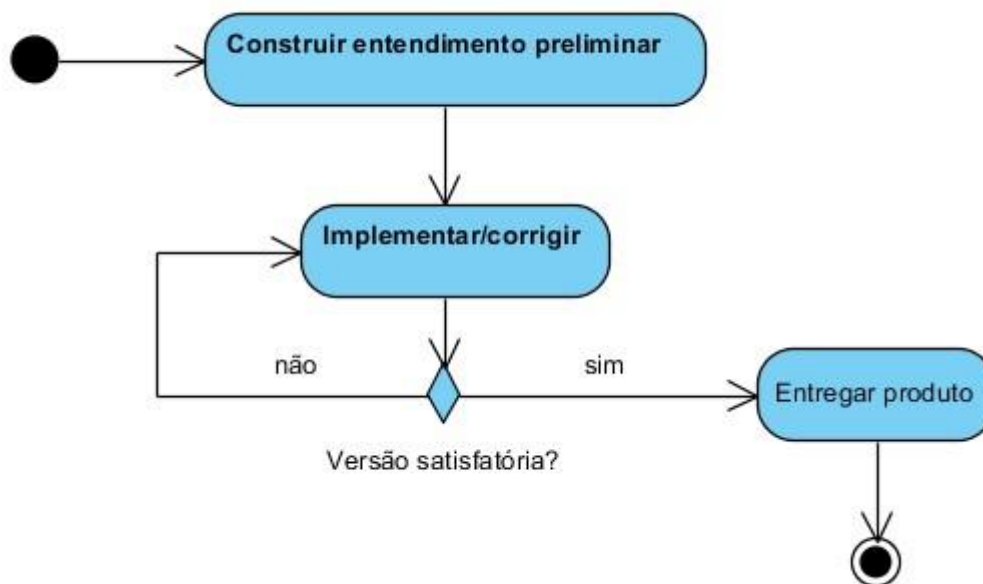 Construir entendimento preliminar
Implementar/corrigir
não
sim
Entregar produto
Versão satisfatória?